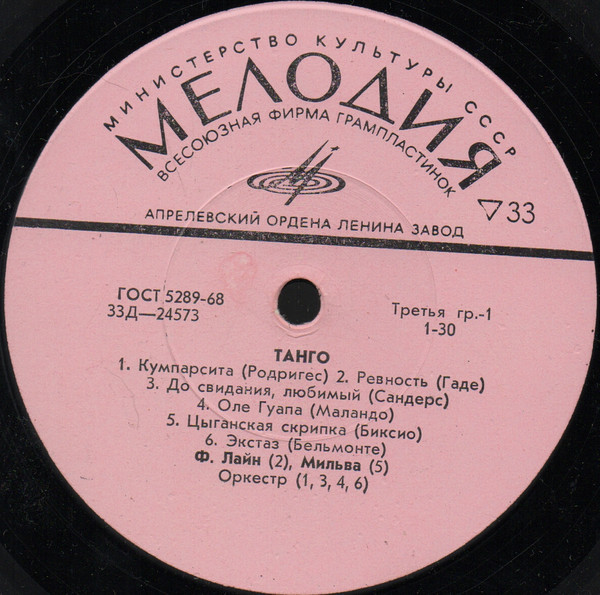 МИНИСТЕРСТВО КУЛЬТУРЫ СССР
МЕЛОДИЯ
ВСЕСОЮЗНАЯ ФИРМА ГРАМПЛАСТИНОК
33
АПРЕЛЕВСКИЙ ОРДЕНА ЛЕНИНА ЗАВОД
ГОСТ 5289-68
33Д—24573
Третья гр.-1
1-30
ТАНГО
1. Кумпарсита (Родригес) 2. Ревность (Гаде)
3. До свидания, любимый (Сандерс)
4. Оле Гуапа (Маландо)
5. Цыганская скрипка (Биксио)
6. Экстаз (Бельмонте)
Ф. Лайн (2), Мильва (5)
Оркестр (1, 3, 4, 6)